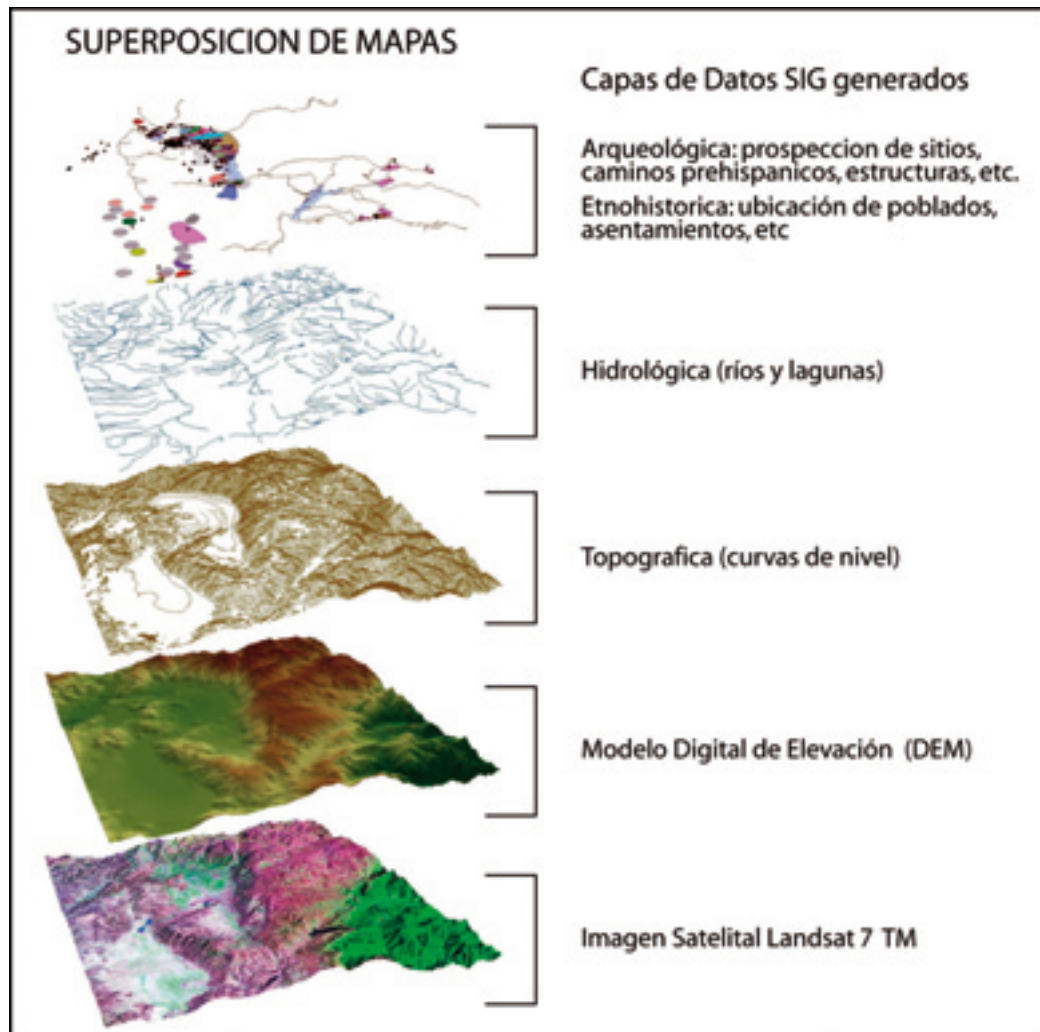 SUPERPOSICION DE MAPAS
Capas de Datos SIG generados
Arqueológica: prospeccion de sitios,
caminos prehispanicos, estructuras, etc.
Etnohistorica: ubicación de poblados,
asentamientos, etc
Hidrológica (ríos y lagunas)
Topografica (curvas de nivel)
Modelo Digital de Elevación (DEM)
Imagen Satelital Landsat 7 TM